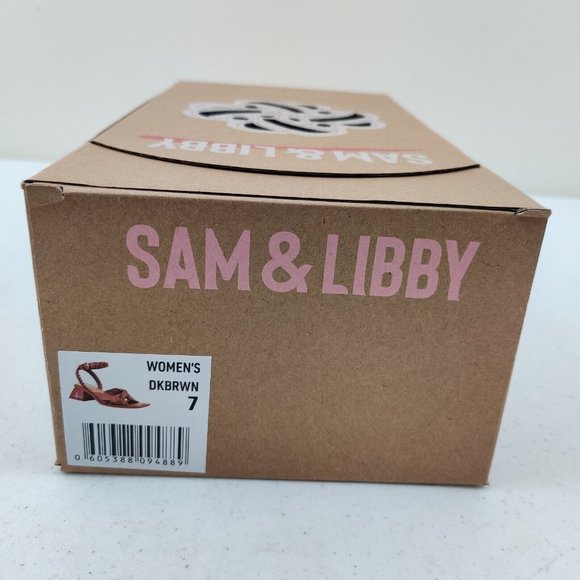 SAM & LIBBY
SAM & LIBBY
WOMEN'S
DKBRWN
7
0 605388 094889